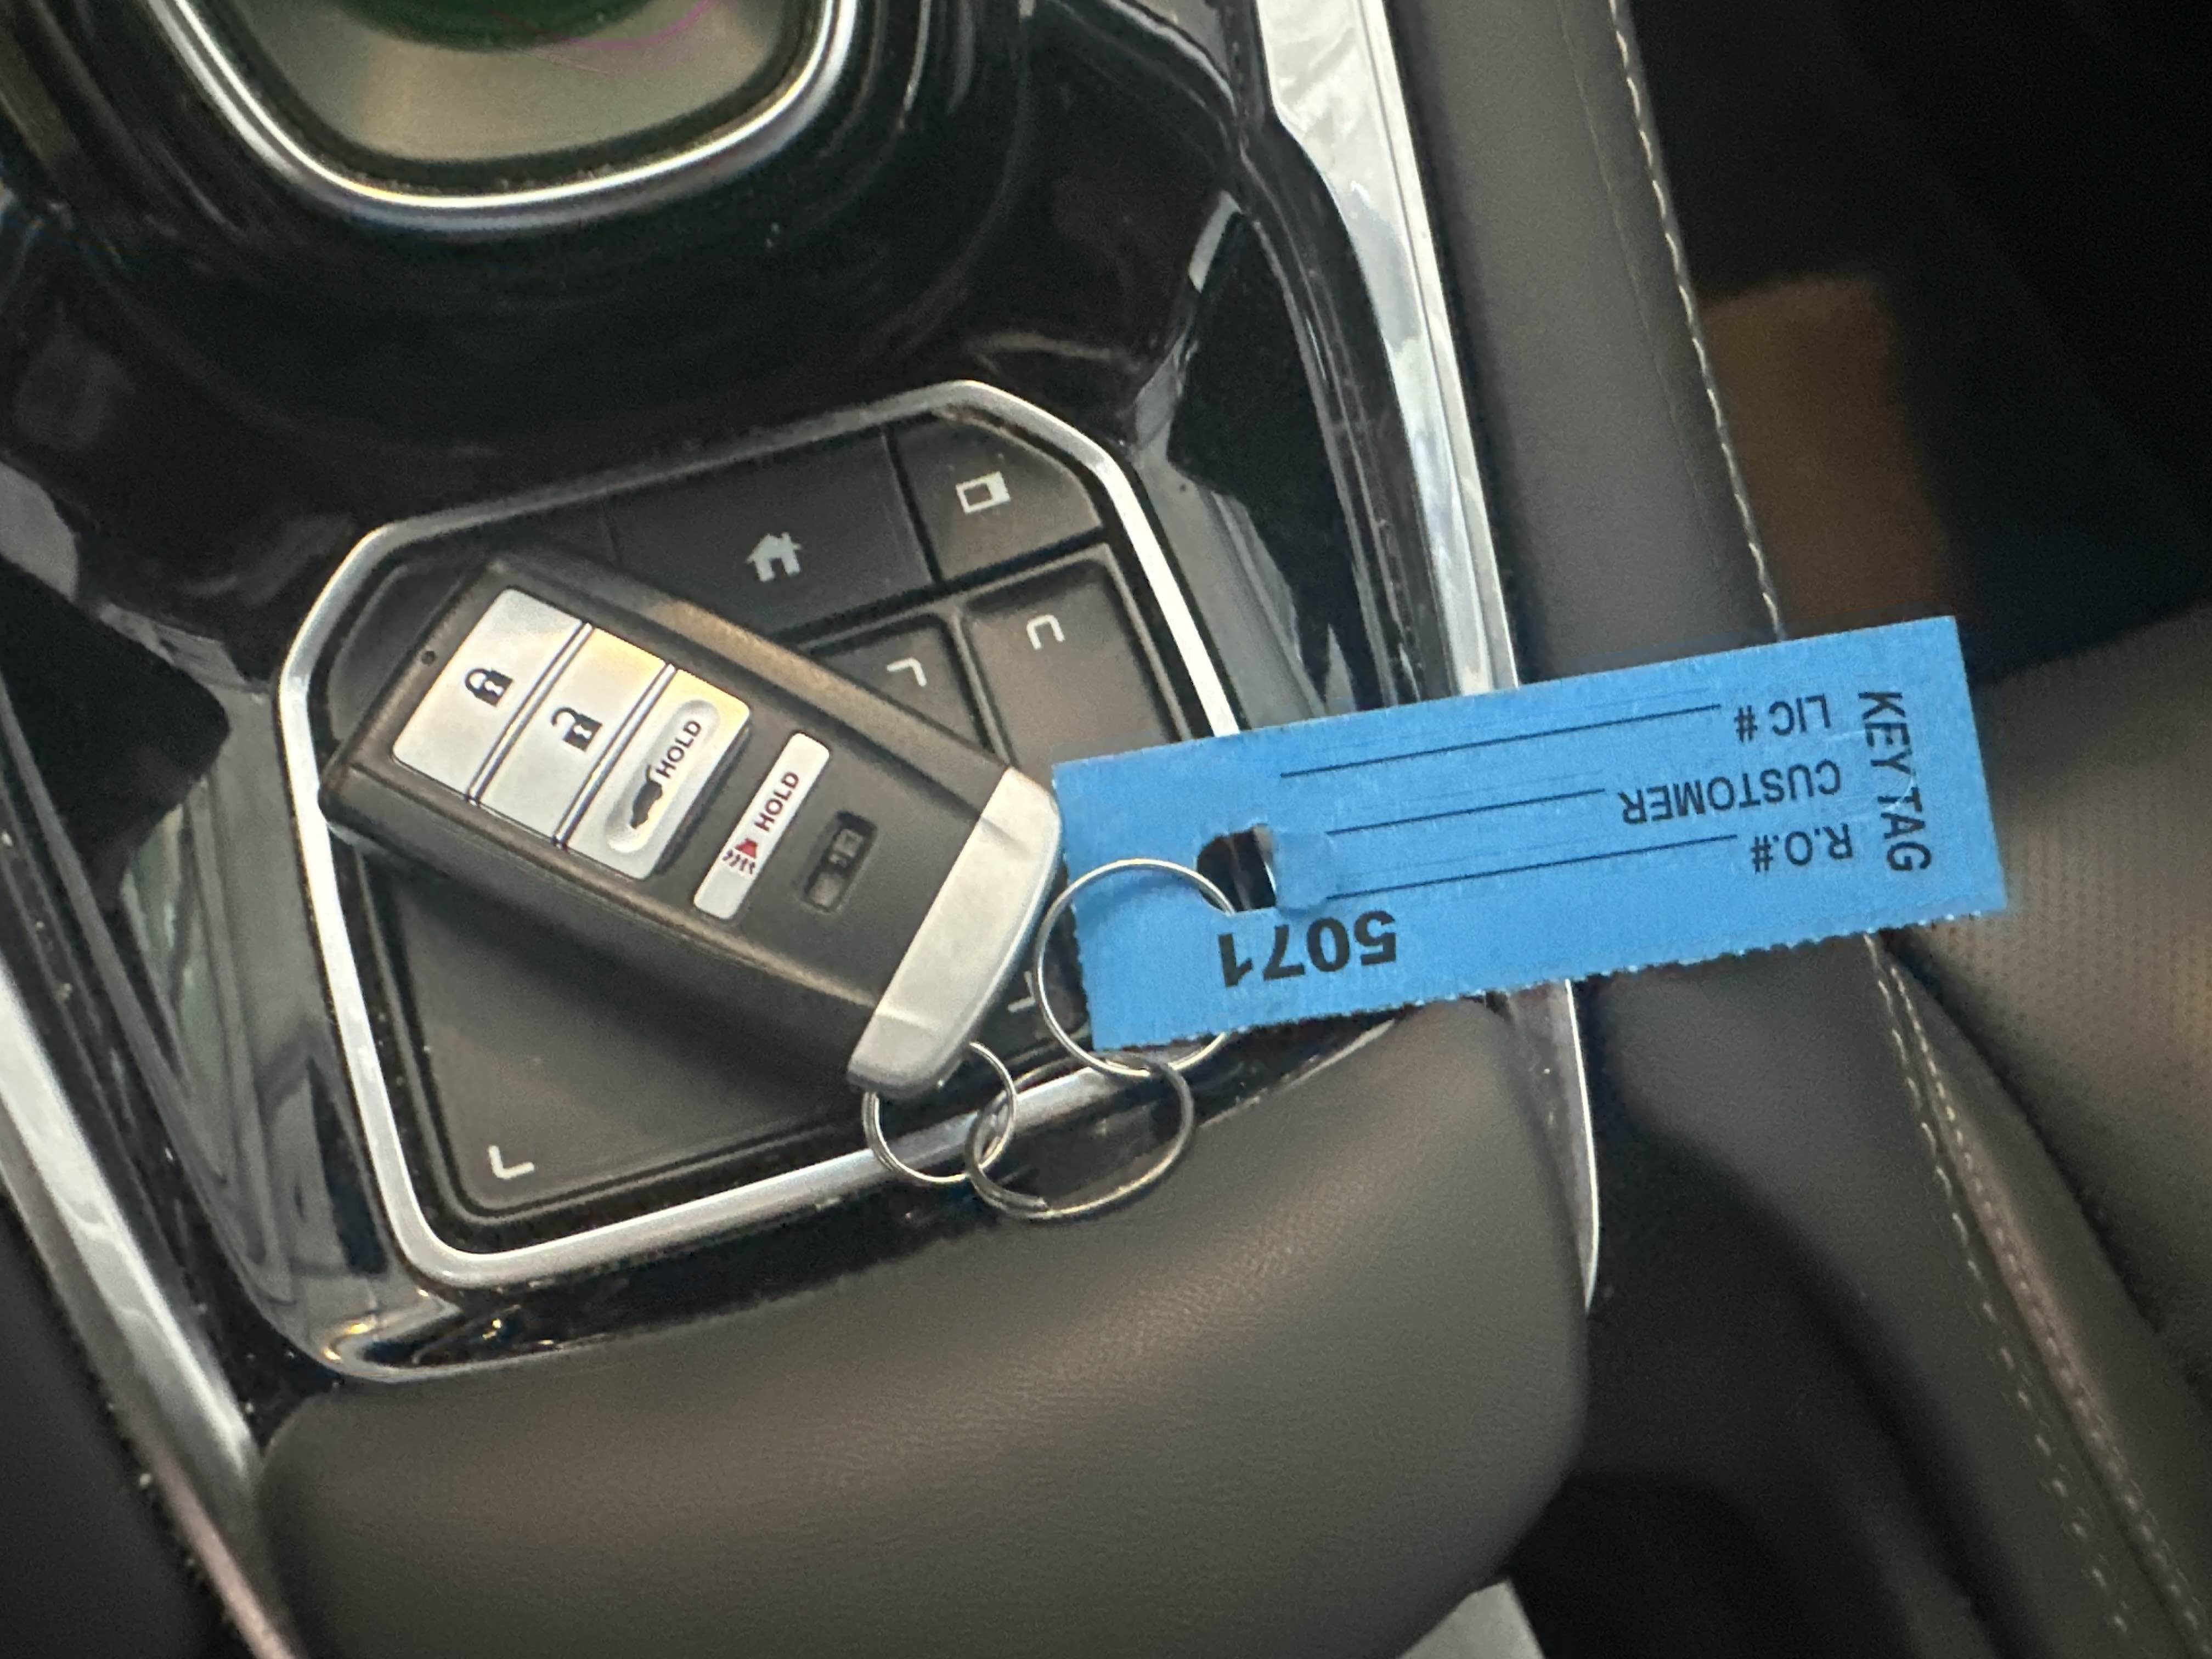 HOLD
HOLD
KEY TAG
5071
R.O.#
CUSTOMER
LIC #